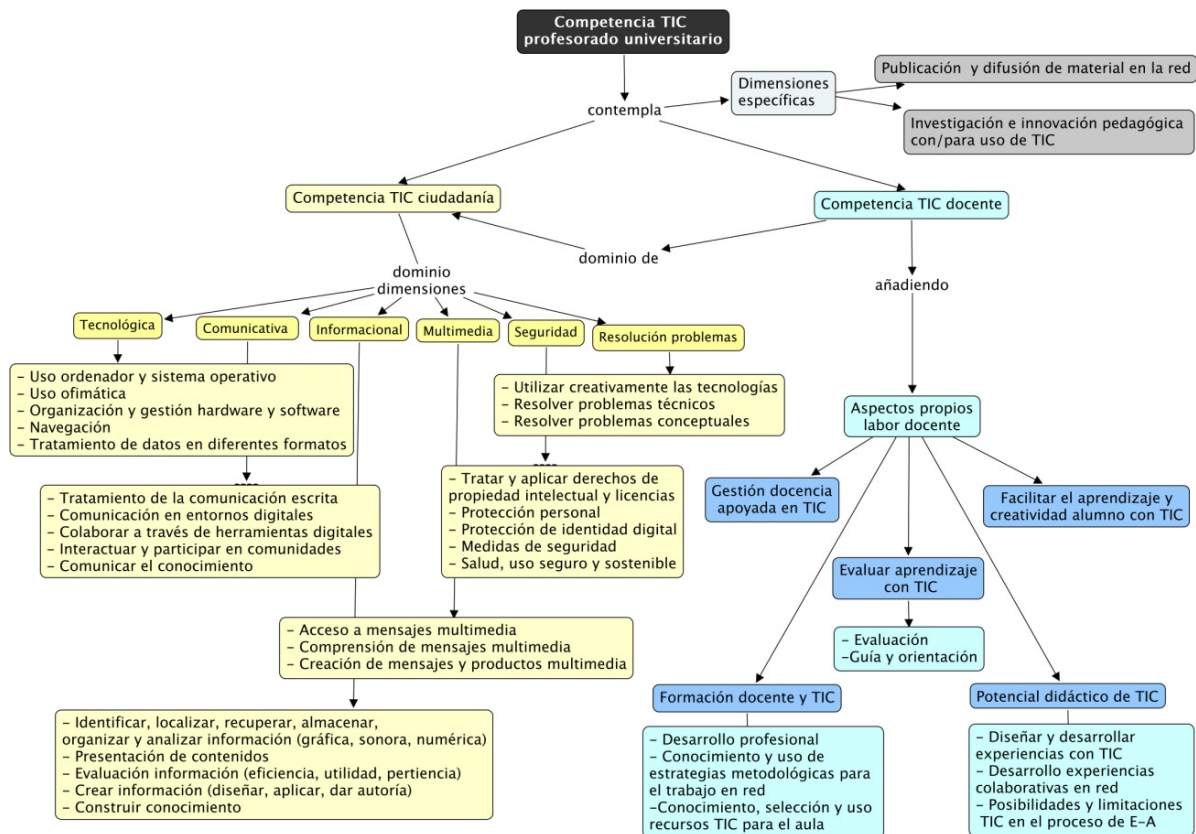 Competencia TIC
profesorado universitario
contempla
Dimensiones
específicas
Publicación y difusión de material en la red
Investigación e innovación pedagógica
con/para uso de TIC
Competencia TIC ciudadanía
Competencia TIC docente
dominio de
dominio
dimensiones
añadiendo
Tecnológica
Comunicativa
Informacional
Multimedia
Seguridad
Resolución problemas
- Uso ordenador y sistema operativo
- Uso ofimática
- Organización y gestión hardware y software
- Navegación
- Tratamiento de datos en diferentes formatos
- Utilizar creativamente las tecnologías
- Resolver problemas técnicos
- Resolver problemas conceptuales
Aspectos propios
labor docente
- Tratamiento de la comunicación escrita
- Comunicación en entornos digitales
- Colaborar a través de herramientas digitales
- Interactuar y participar en comunidades
- Comunicar el conocimiento
- Tratar y aplicar derechos de
propiedad intelectual y licencias
- Protección personal
- Protección de identidad digital
- Medidas de seguridad
- Salud, uso seguro y sostenible
Gestión docencia
apoyada en TIC
Facilitar el aprendizaje y
creatividad alumno con TIC
Evaluar aprendizaje
con TIC
- Evaluación
-Guía y orientación
- Acceso a mensajes multimedia
- Comprensión de mensajes multimedia
- Creación de mensajes y productos multimedia
- Identificar, localizar, recuperar, almacenar,
organizar y analizar información (gráfica, sonora, numérica)
- Presentación de contenidos
- Evaluación información (eficiencia, utilidad, pertiencia)
- Crear información (diseñar, aplicar, dar autoría)
- Construir conocimiento
Formación docente y TIC
- Desarrollo profesional
- Conocimiento y uso de
estrategias metodológicas para
el trabajo en red
-Conocimiento, selección y uso
recursos TIC para el aula
Potencial didáctico de TIC
- Diseñar y desarrollar
experiencias con TIC
- Desarrollo experiencias
colaborativas en red
- Posibilidades y limitaciones
TIC en el proceso de E-A